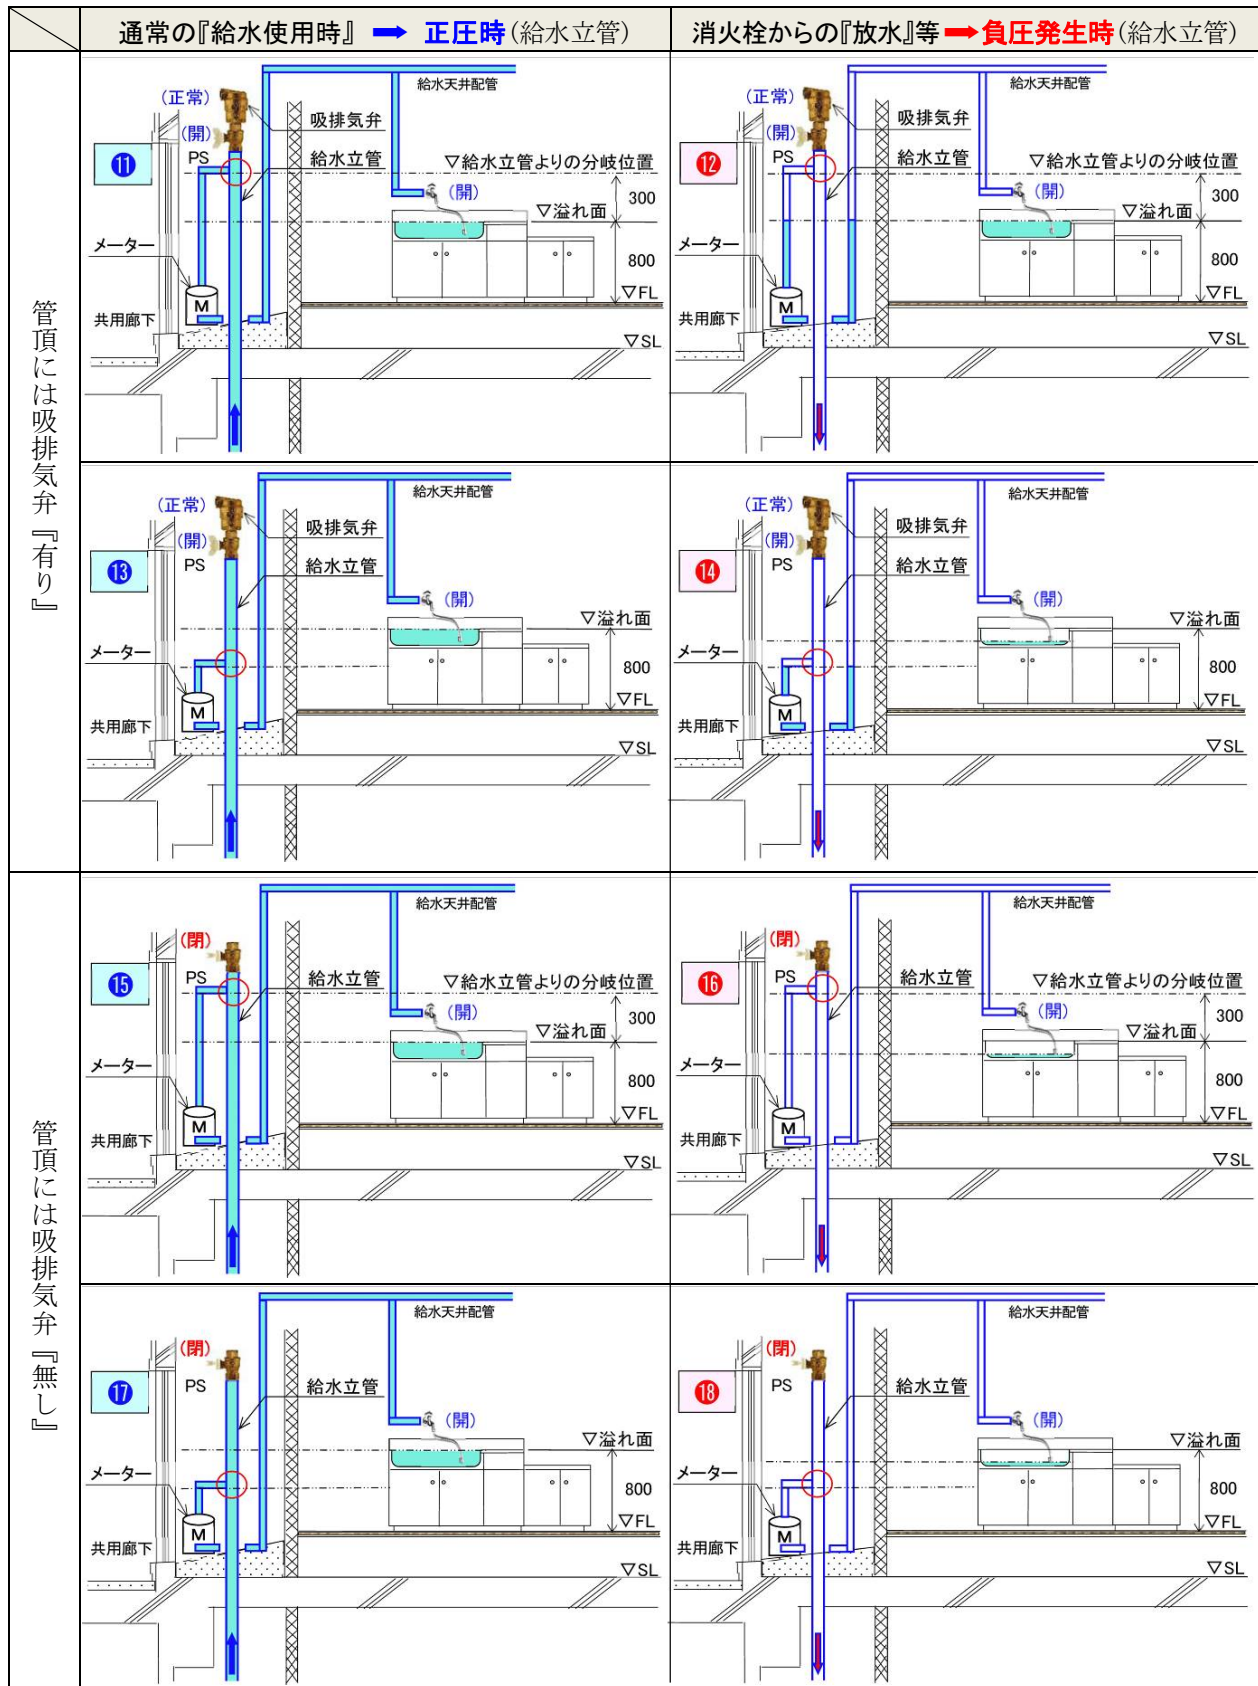 通常の『給水使用時』 ➡ 正圧時(給水立管)
消火栓からの『放水』等➡負圧発生時(給水立管)
管頂には吸排気弁『有り』
給水天井配管
(正常)
吸排気弁
(開)
⓫
PS
給水立管
▽給水立管よりの分岐位置
(開)
300
▽溢れ面
メーター
800
M
▽FL
共用廊下
▽SL
給水天井配管
(正常)
吸排気弁
(開)
⓬
PS
給水立管
▽給水立管よりの分岐位置
(開)
300
▽溢れ面
メーター
800
M
▽FL
共用廊下
▽SL
給水天井配管
(正常)
吸排気弁
(開)
⓭
PS
給水立管
(開)
▽溢れ面
メーター
800
M
▽FL
共用廊下
▽SL
給水天井配管
(正常)
吸排気弁
(開)
⓮
PS
給水立管
(開)
▽溢れ面
メーター
800
M
▽FL
共用廊下
▽SL
管頂には吸排気弁『無し』
給水天井配管
(閉)
⓯
PS
給水立管
▽給水立管よりの分岐位置
(開)
300
▽溢れ面
メーター
800
M
▽FL
共用廊下
▽SL
給水天井配管
(閉)
⓰
PS
給水立管
▽給水立管よりの分岐位置
(開)
300
▽溢れ面
メーター
800
M
▽FL
共用廊下
▽SL
給水天井配管
(閉)
⓱
PS
給水立管
(開)
▽溢れ面
メーター
800
M
▽FL
共用廊下
▽SL
給水天井配管
(閉)
⓲
PS
給水立管
(開)
▽溢れ面
メーター
800
M
▽FL
共用廊下
▽SL